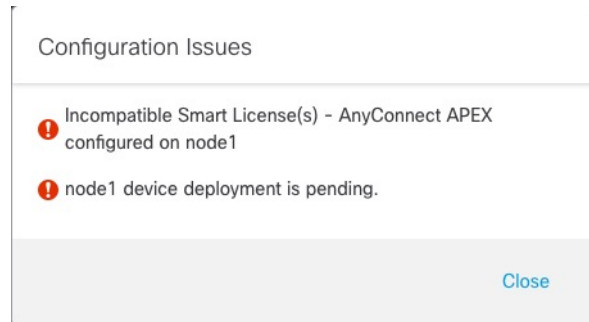 Configuration Issues
Incompatible Smart License(s) - AnyConnect APEX
configured on node1
node1 device deployment is pending.
Close